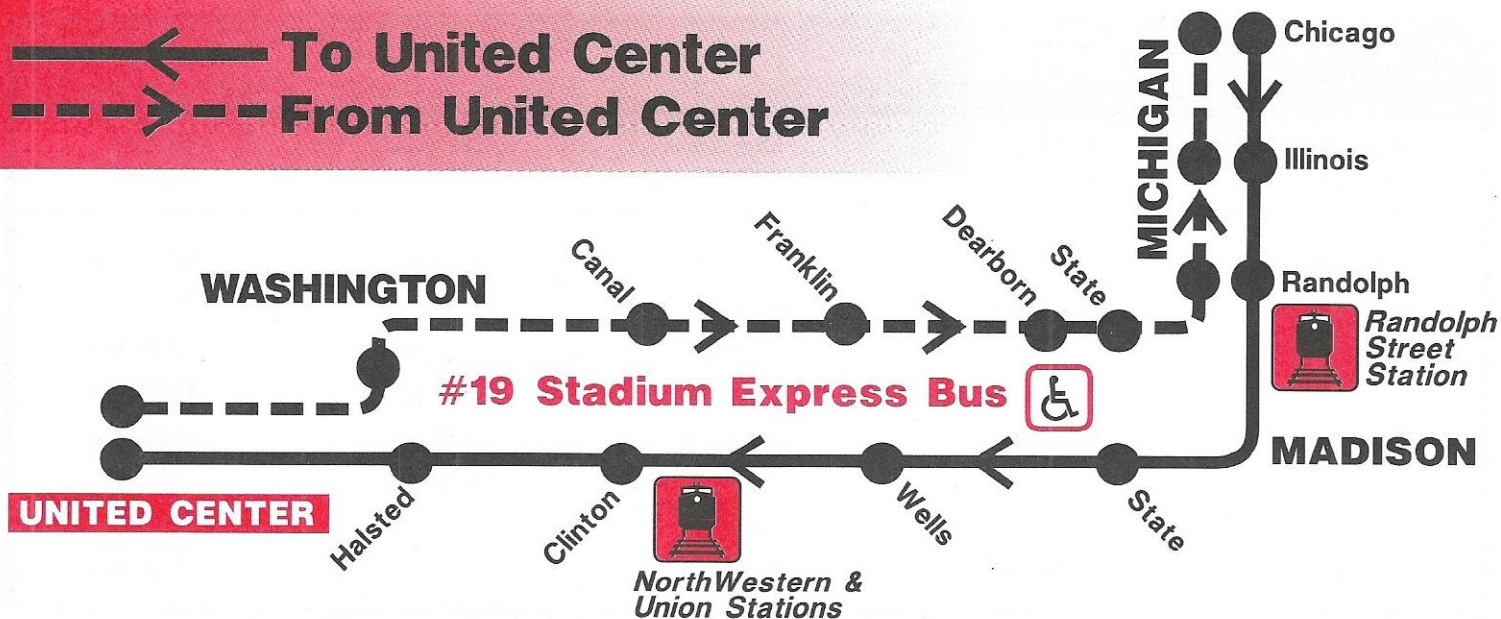 To United Center
From United Center
MICHIGAN
Chicago
Illinois
Randolph
Randolph
Street
Station
WASHINGTON
Canal
Franklin
Dearborn
State
#19 Stadium Express Bus
MADISON
UNITED CENTER
Halsted
Clinton
Wells
State
NorthWestern &
Union Stations